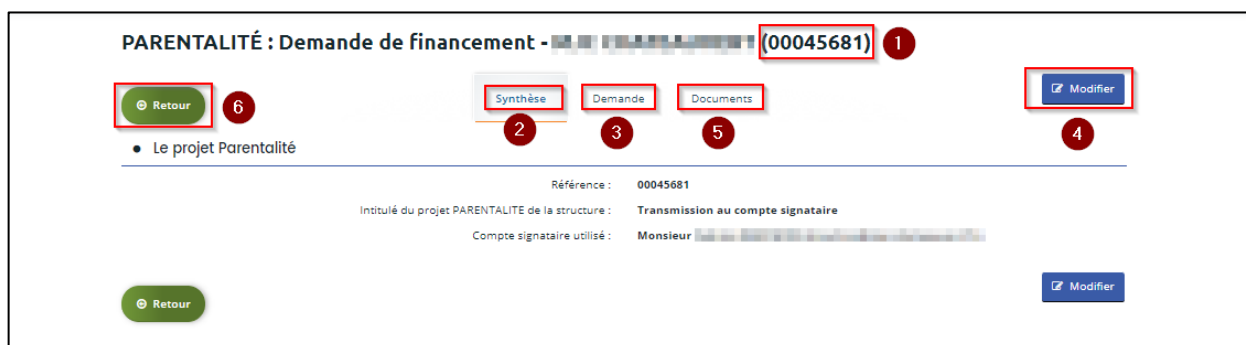 PARENTALITÉ : Demande de financement - (00045681) 1
Retour 6 Synthèse Demande Documents Modifier
2 3 5 4
Le projet Parentalité
Référence : 00045681
Intitulé du projet PARENTALITE de la structure : Transmission au compte signataire
Compte signataire utilisé : Monsieur
Retour Modifier